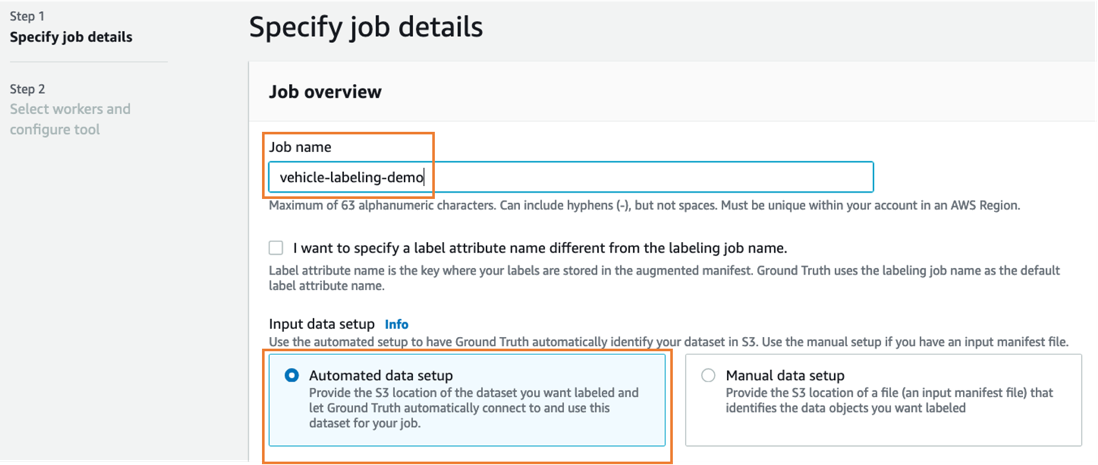 Step 1
Specify job details
Step 2
Select workers and
configure tool
Specify job details
Job overview
Job name
vehicle-labeling-demo
Maximum of 63 alphanumeric characters. Can include hyphens (-), but not spaces. Must be unique within your account in an AWS Region.
I want to specify a label attribute name different from the labeling job name.
Label attribute name is the key where your labels are stored in the augmented manifest. Ground Truth uses the labeling job name as the default
label attribute name.
Input data setup Info
Use the automated setup to have Ground Truth automatically identify your dataset in S3. Use the manual setup if you have an input manifest file.
Automated data setup
Provide the S3 location of the dataset you want labeled and
let Ground Truth automatically connect to and use this
dataset for your job.
Manual data setup
Provide the S3 location of a file (an input manifest file) that
identifies the data objects you want labeled